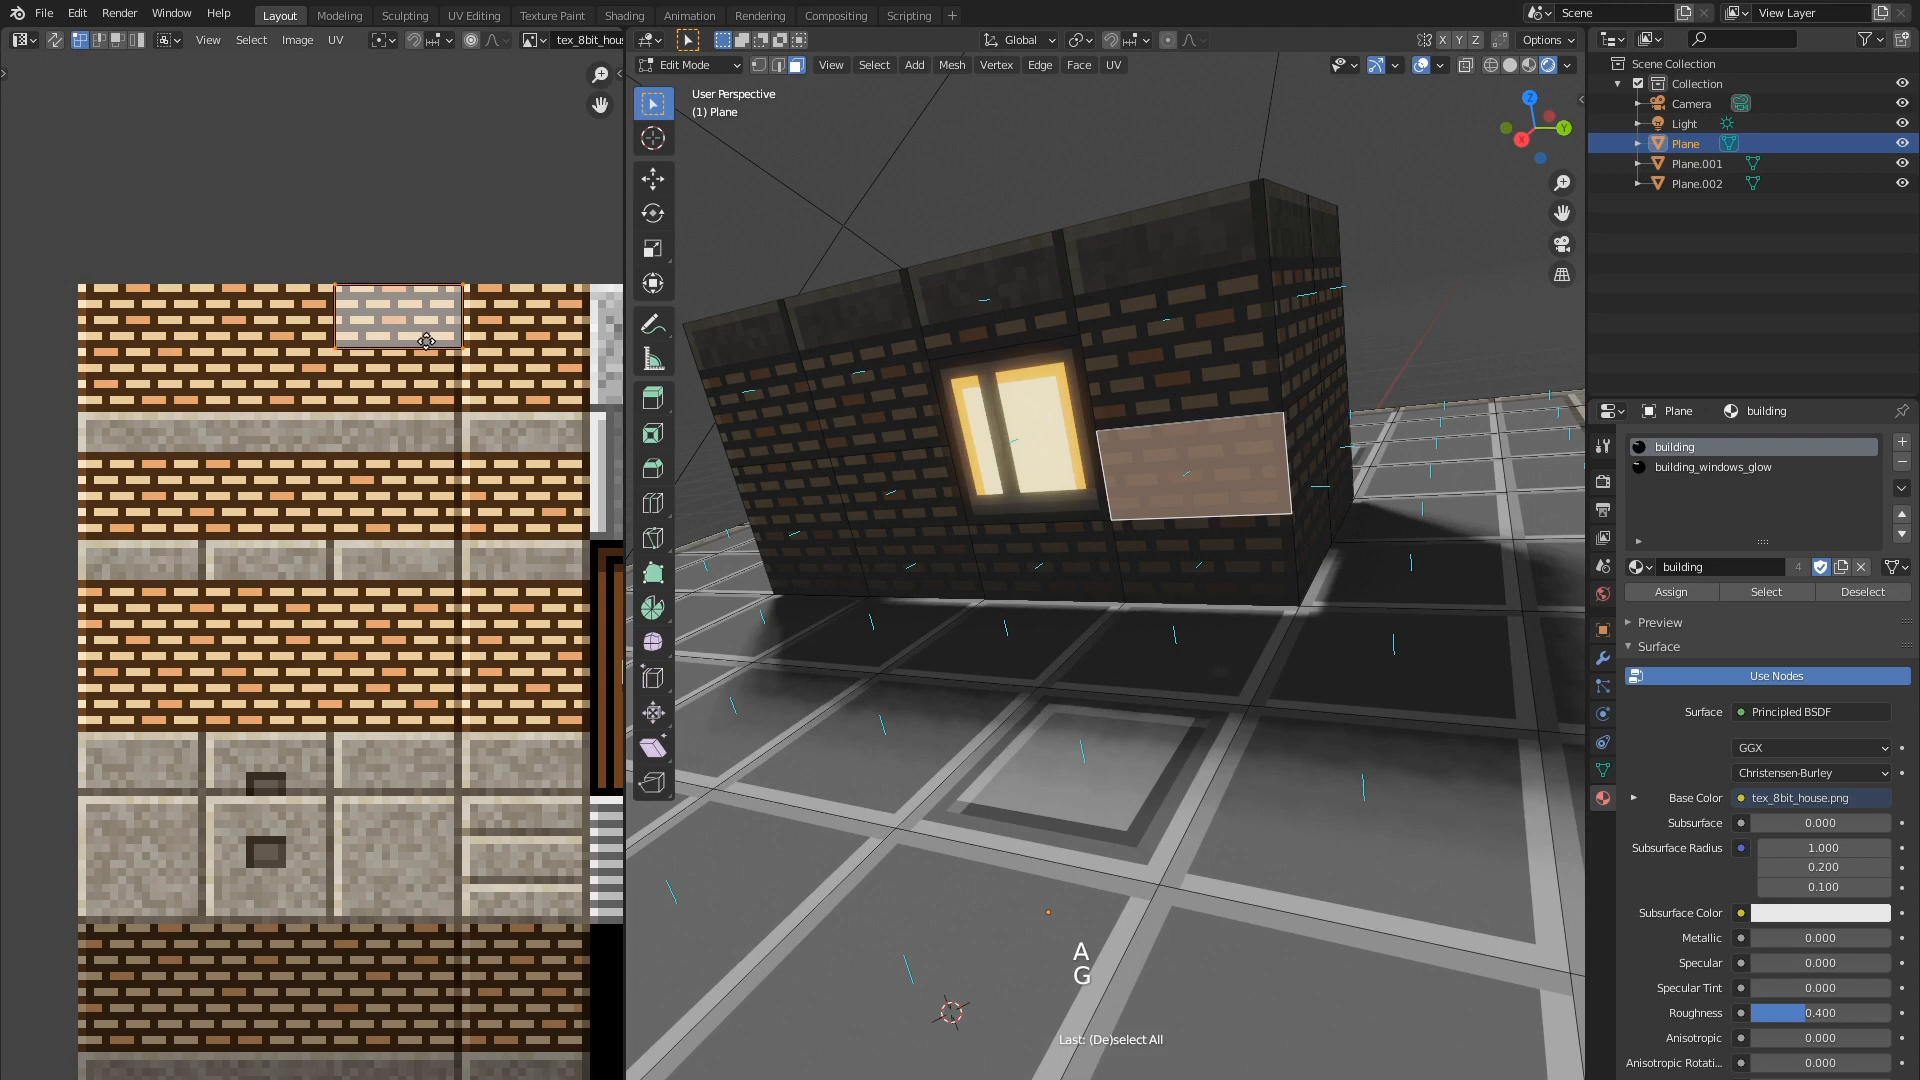 File Edit Render Window Help Layout Modeling Sculpting UV Editing Texture Paint Shading Animation Rendering Compositing Scripting + Scene View Layer
View Select Image UV tex_8bit_hou Global X Y Z Options
Edit Mode View Select Add Mesh Vertex Edge Face UV
User Perspective
(1) Plane
Z
Y
X
A
G
Last: (De)select All
Scene Collection
Collection
Camera
Light
Plane
Plane.001
Plane.002
Plane building
building
building_windows_glow
building 4
Assign Select Deselect
Preview
Surface
Use Nodes
Surface Principled BSDF
GGX
Christensen-Burley
Base Color tex_8bit_house.png
Subsurface 0.000
Subsurface Radius 1.000
0.200
0.100
Subsurface Color
Metallic 0.000
Specular 0.000
Specular Tint 0.000
Roughness 0.400
Anisotropic 0.000
Anisotropic Rotati... 0.000